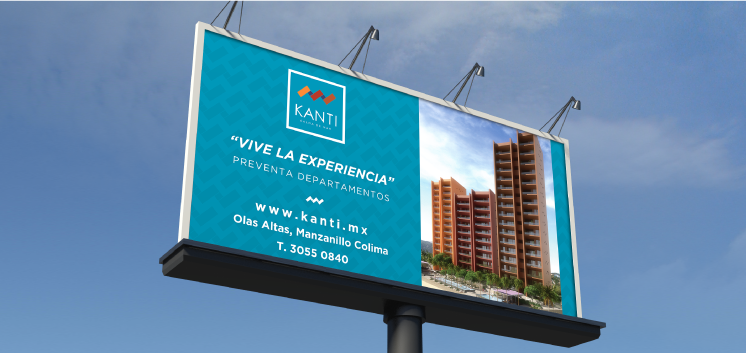 KANTI
“VIVE LA EXPERIENCIA”
PREVENTA DEPARTAMENTOS
www.kanti.mx
Olas Altas, Manzanillo Colima
T. 3055 0840